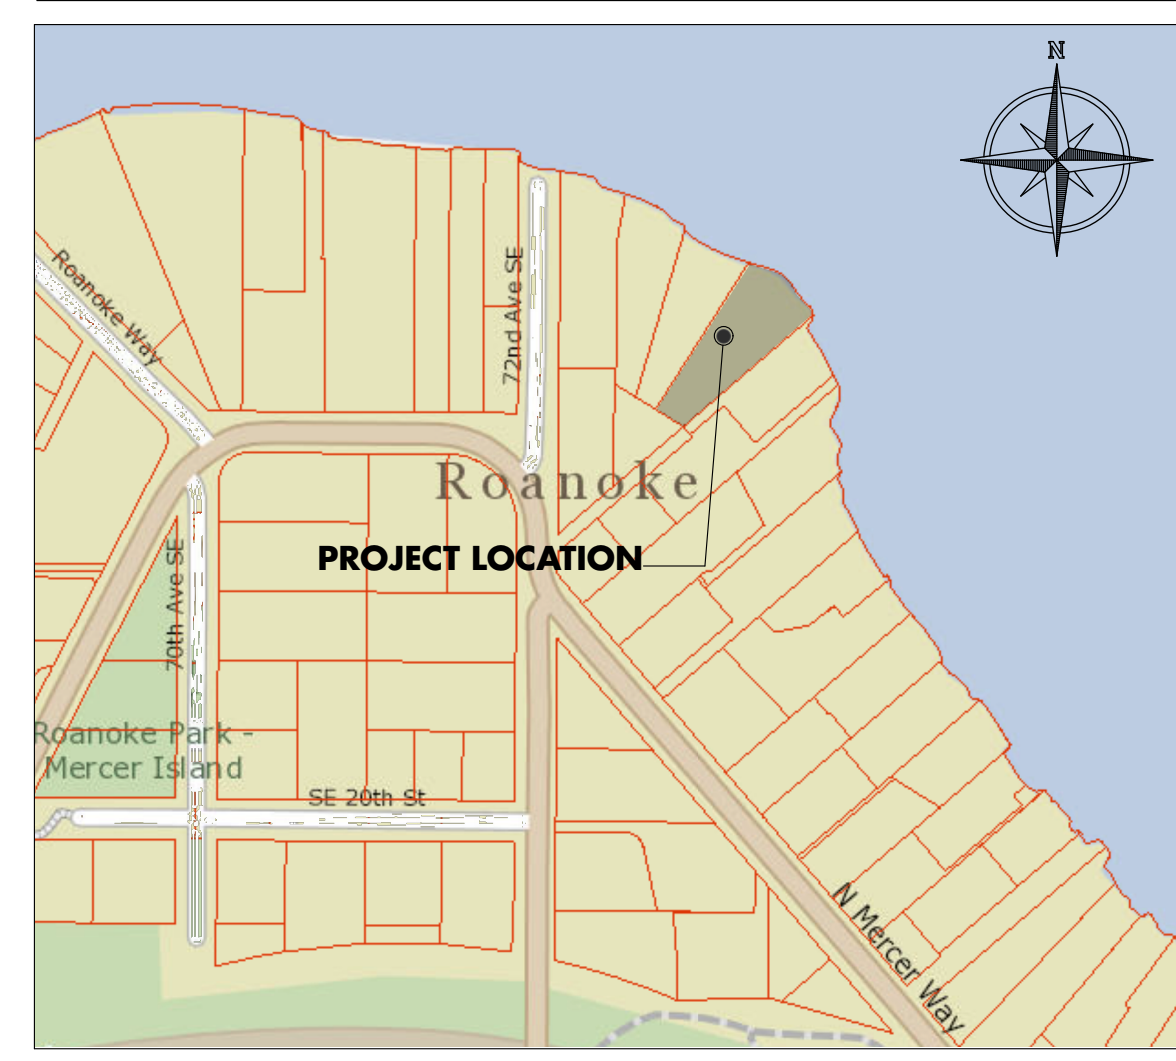 N
Roanoke Way
72nd Ave SE
Roanoke
PROJECT LOCATION
70th Ave SE
Roanoke Park -
Mercer Island
SE 20th St
N Mercer Way